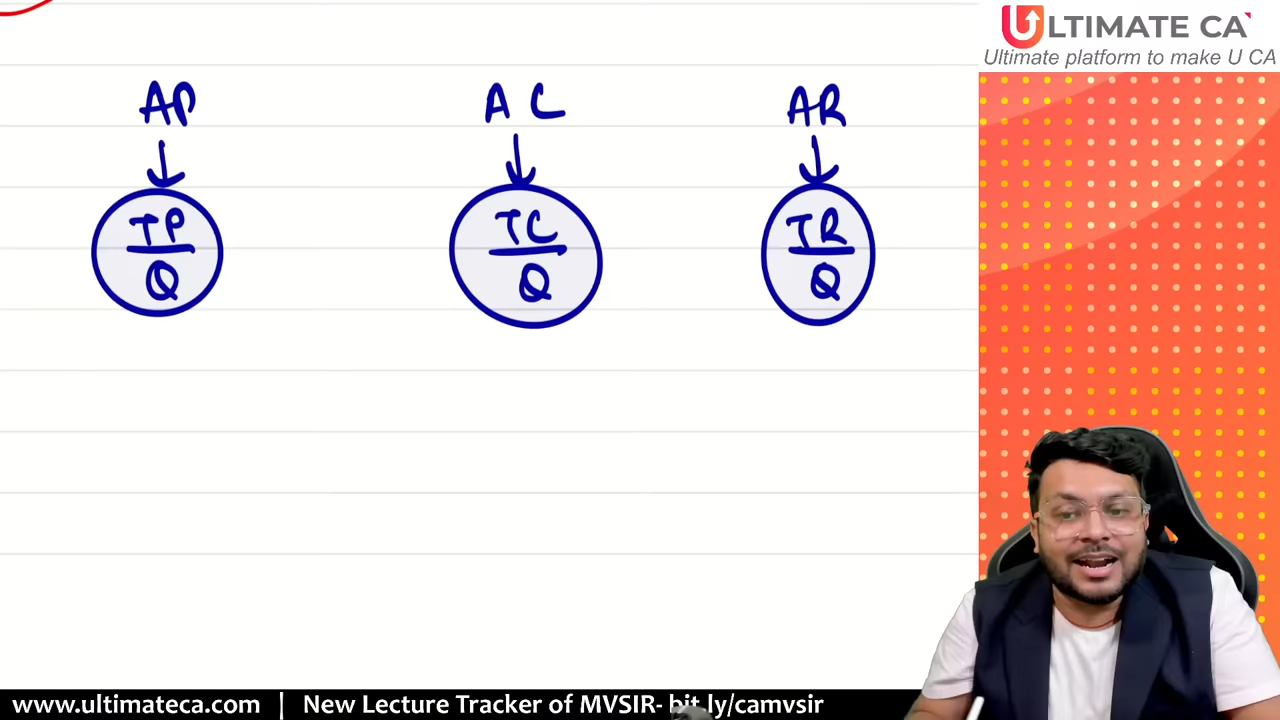 ULTIMATE CA
Ultimate platform to make U CA
AP AC AR
TP TC TR
Q Q Q
www.ultimateca.com | New Lecture Tracker of MVSIR- bit.ly/camvsir